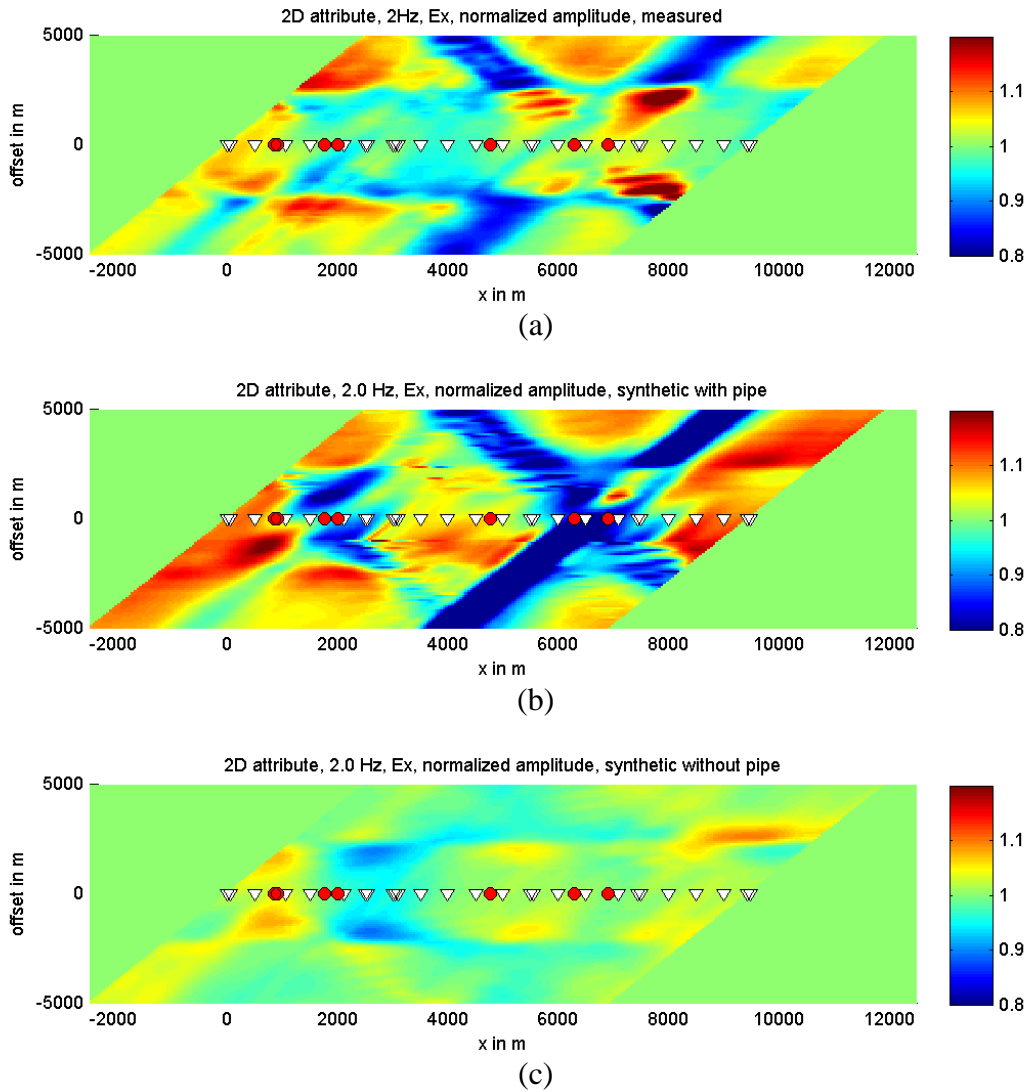 2D attribute, 2Hz, Ex, normalized amplitude, measured
5000
0
-5000
offset in m
-2000 0 2000 4000 6000 8000 10000 12000
x in m
1.1
1
0.9
0.8
(a)
2D attribute, 2.0 Hz, Ex, normalized amplitude, synthetic with pipe
5000
0
-5000
offset in m
-2000 0 2000 4000 6000 8000 10000 12000
x in m
1.1
1
0.9
0.8
(b)
2D attribute, 2.0 Hz, Ex, normalized amplitude, synthetic without pipe
5000
0
-5000
offset in m
-2000 0 2000 4000 6000 8000 10000 12000
x in m
1.1
1
0.9
0.8
(c)